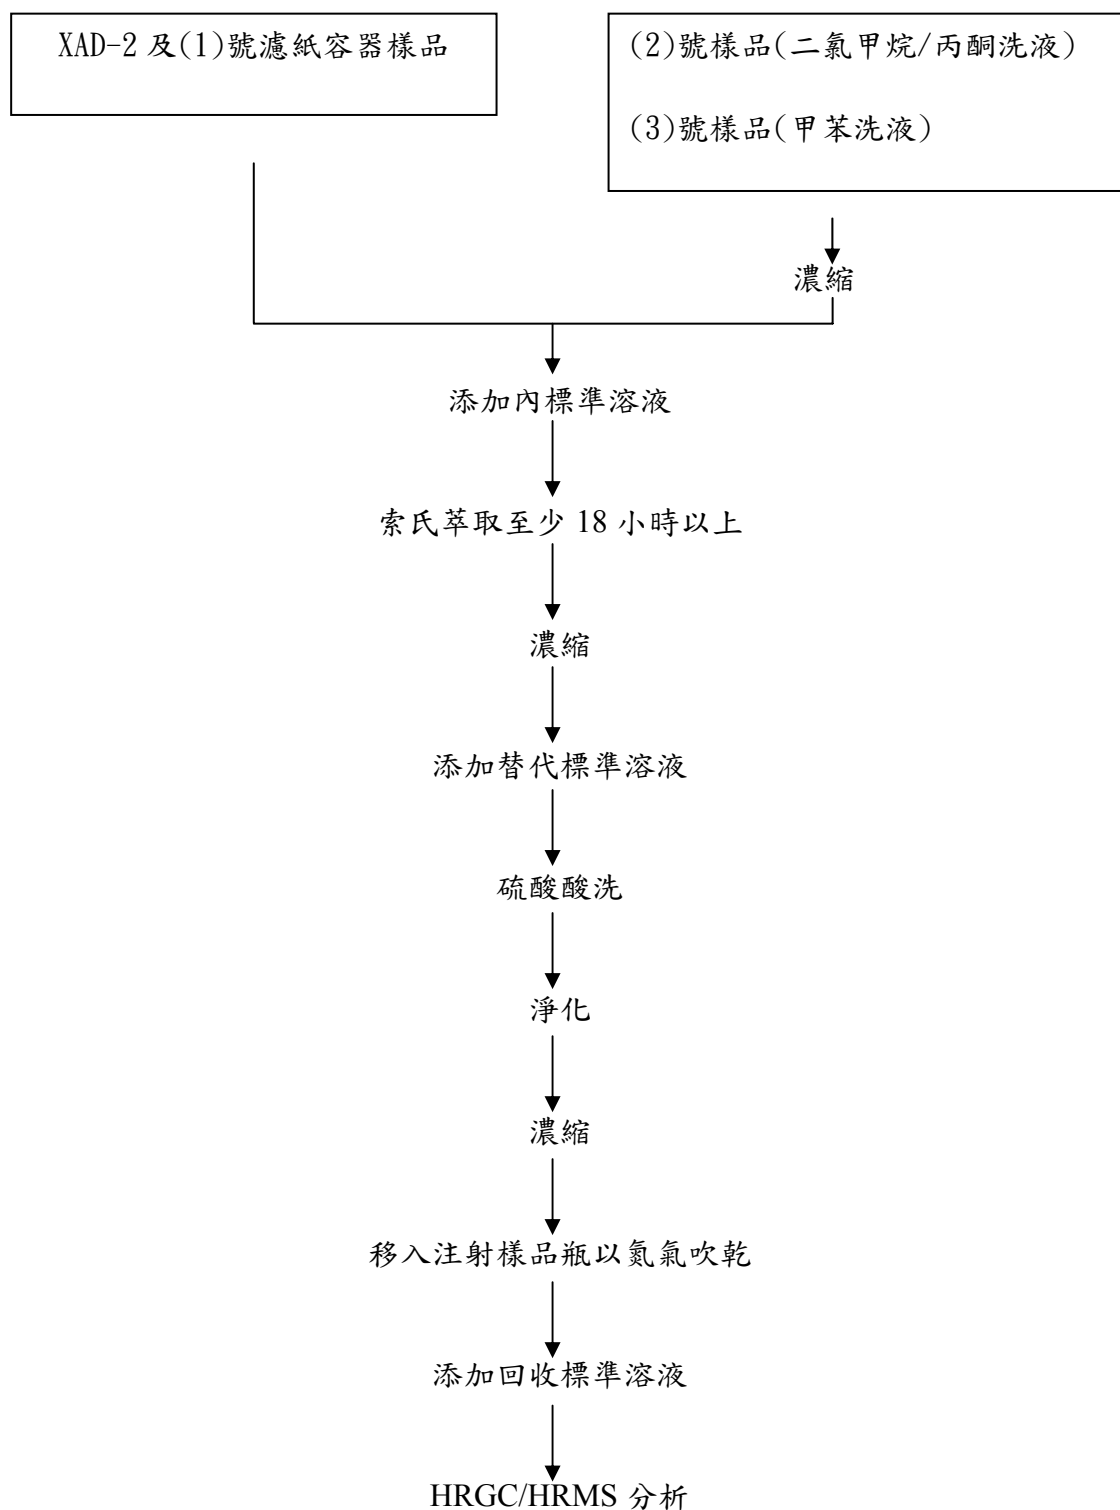 XAD-2 及(1)號濾紙容器樣品
(2)號樣品(二氯甲烷/丙酮洗液)
(3)號樣品(甲苯洗液)
濃縮
添加內標準溶液
索氏萃取至少 18 小時以上
濃縮
添加替代標準溶液
硫酸酸洗
淨化
濃縮
移入注射樣品瓶以氮氣吹乾
添加回收標準溶液
HRGC/HRMS 分析